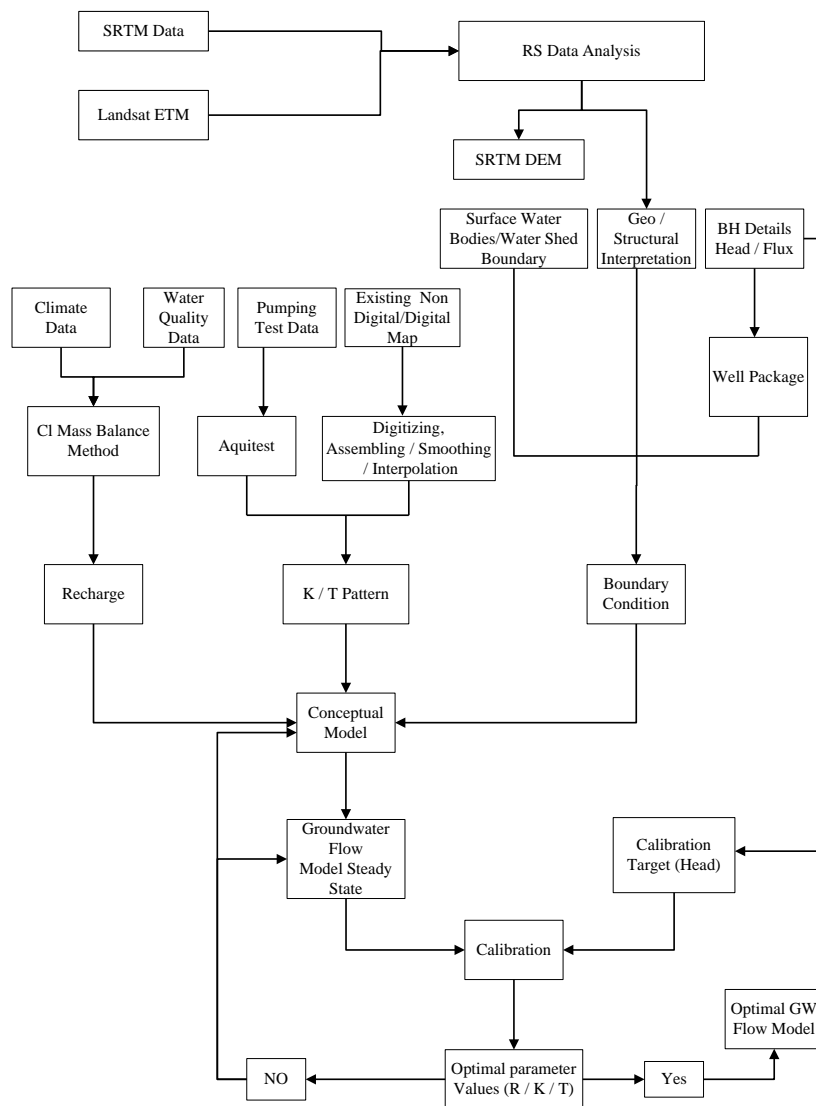 SRTM Data
RS Data Analysis
Landsat ETM
SRTM DEM
Surface Water
Bodies/Water Shed
Boundary
Geo /
Structural
Interpretation
BH Details
Head / Flux
Climate
Data
Water
Quality
Data
Pumping
Test Data
Existing Non
Digital/Digital
Map
Well Package
Cl Mass Balance
Method
Aquitest
Digitizing,
Assembling / Smoothing
/ Interpolation
Recharge
K / T Pattern
Boundary
Condition
Conceptual
Model
Groundwater
Flow
Model Steady
State
Calibration
Target (Head)
Calibration
Optimal GW
Flow Model
NO
Optimal parameter
Values (R / K / T)
Yes